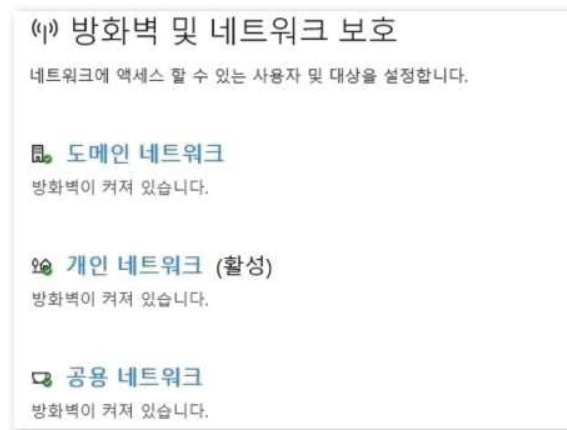 방화벽 및 네트워크 보호
네트워크에 액세스 할 수 있는 사용자 및 대상을 설정합니다.
도메인 네트워크
방화벽이 켜져 있습니다.
개인 네트워크 (활성)
방화벽이 켜져 있습니다.
공용 네트워크
방화벽이 켜져 있습니다.